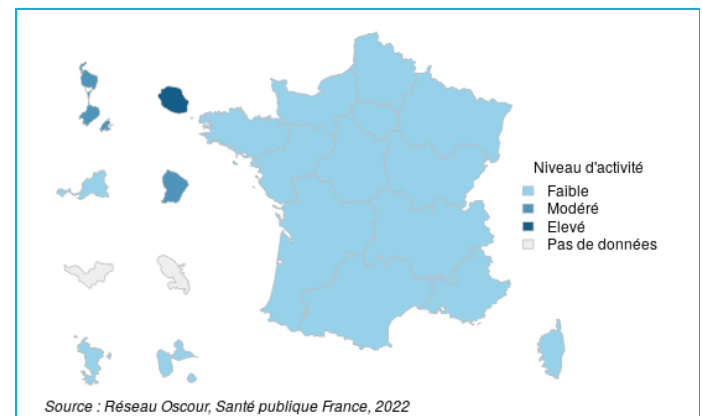 Niveau d'activité
Faible
Modéré
Elevé
Pas de données
Source : Réseau Oscour, Santé publique France, 2022